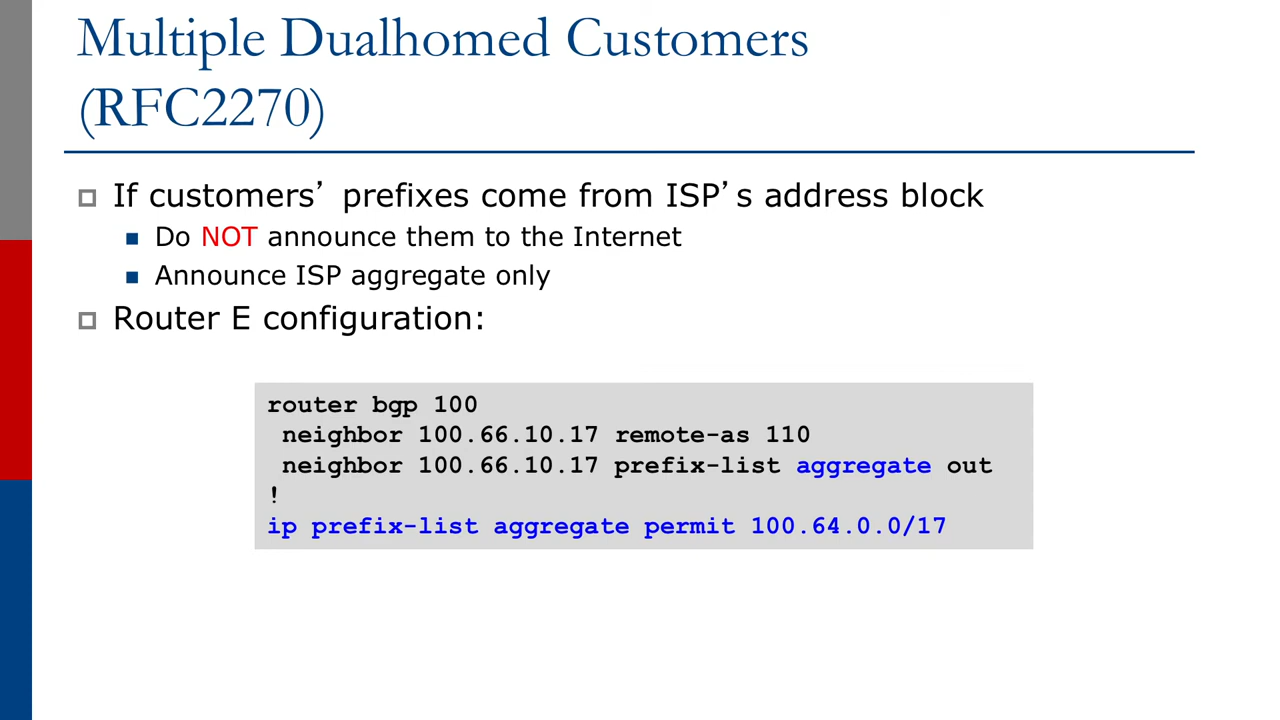 Multiple Dualhomed Customers
(RFC2270)
If customers’ prefixes come from ISP’s address block
Do NOT announce them to the Internet
Announce ISP aggregate only
Router E configuration:
router bgp 100
neighbor 100.66.10.17 remote-as 110
neighbor 100.66.10.17 prefix-list aggregate out
!
ip prefix-list aggregate permit 100.64.0.0/17